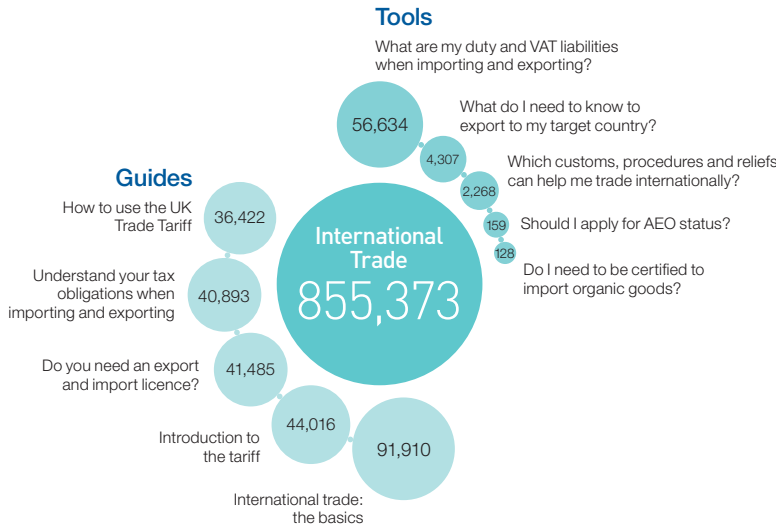 Tools
What are my duty and VAT liabilities
when importing and exporting?
56,634
What do I need to know to
export to my target country?
4,307
Which customs, procedures and reliefs
can help me trade internationally?
2,268
Should I apply for AEO status?
159
Do I need to be certified to
import organic goods?
128
International
Trade
855,373
Guides
How to use the UK
Trade Tariff
36,422
Understand your tax
obligations when
importing and exporting
40,893
Do you need an export
and import licence?
41,485
Introduction to
the tariff
44,016
International trade:
the basics
91,910